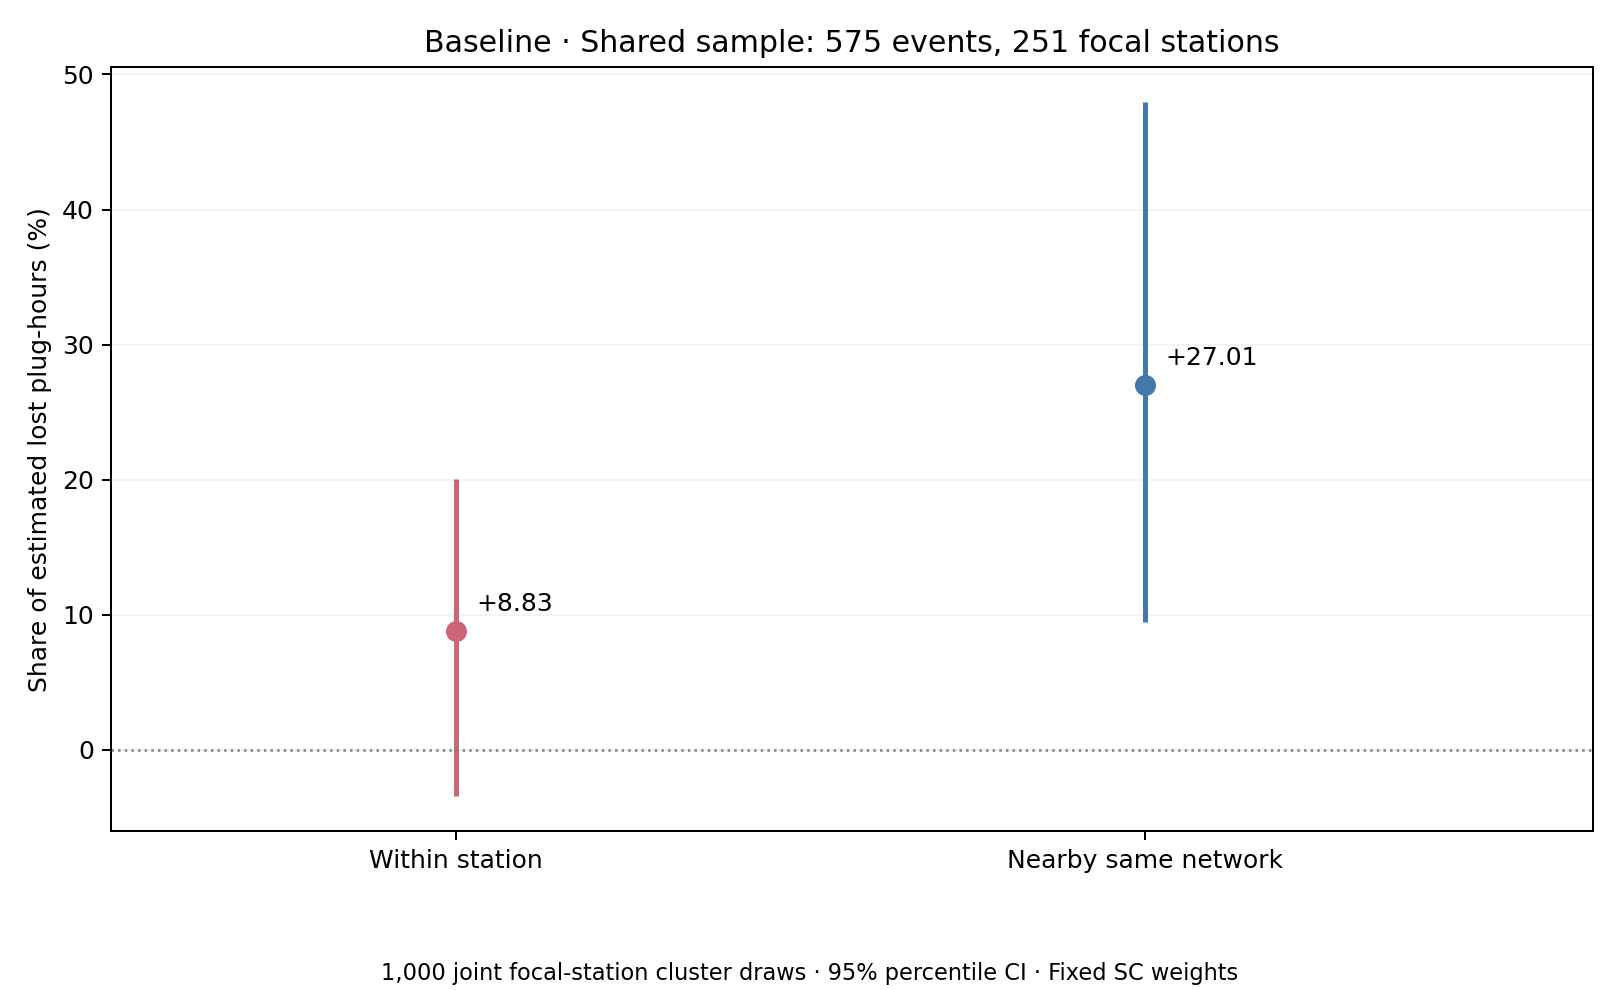 Baseline · Shared sample: 575 events, 251 focal stations
Share of estimated lost plug-hours (%)
50
40
30
20
10
0
+27.01
+8.83
Within station
Nearby same network
1,000 joint focal-station cluster draws · 95% percentile CI · Fixed SC weights